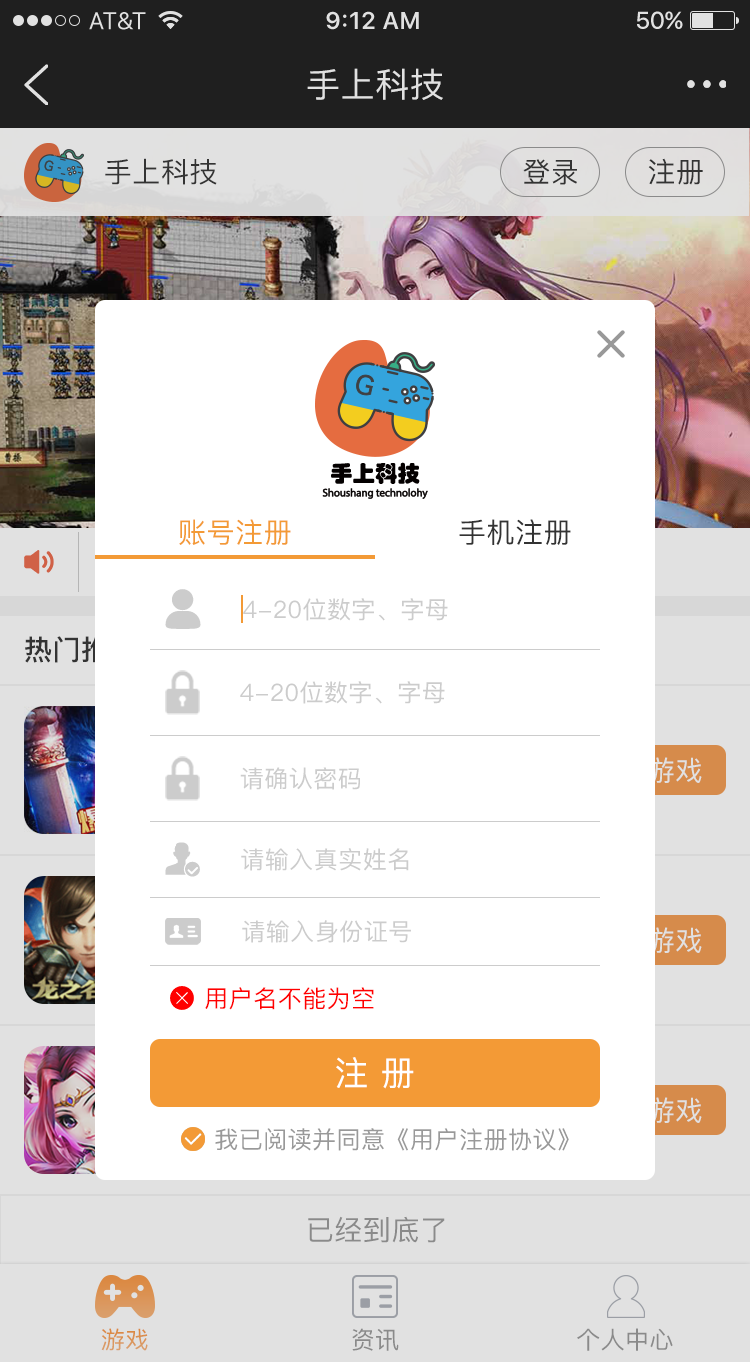 AT&T 9:12 AM 50%
手上科技
手上科技 登录 注册
曹操
G
手上科技
Shoushang technolohy
账号注册 手机注册
4-20位数字、字母
4-20位数字、字母
请确认密码
请输入真实姓名
请输入身份证号
用户名不能为空
注 册
我已阅读并同意《用户注册协议》
热门
游戏
龙之
游戏
游戏
已经到底了
游戏 资讯 个人中心